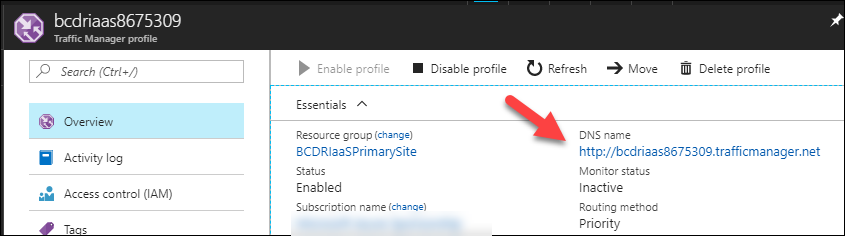 bcdriaas8675309
Traffic Manager profile
Search (Ctrl+/)
Overview
Activity log
Access control (IAM)
Tags
Enable profile Disable profile Refresh Move Delete profile
Essentials
Resource group (change)
BCDRIaaSPrimarySite
Status
Enabled
Subscription name (change)
DNS name
http://bcdriaas8675309.trafficmanager.net
Monitor status
Inactive
Routing method
Priority